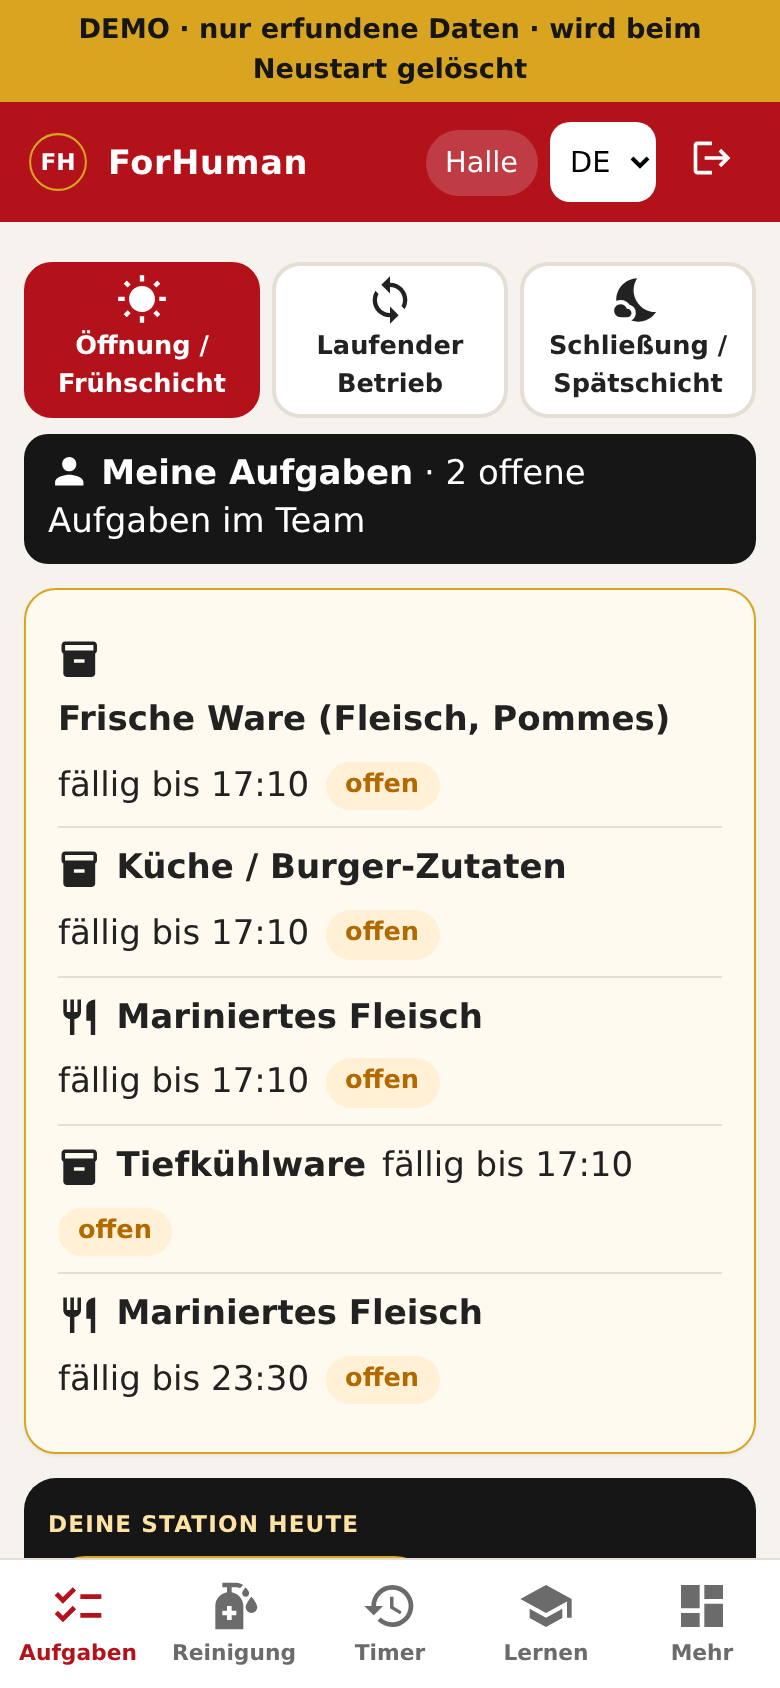 DEMO · nur erfundene Daten · wird beim
Neustart gelöscht
FH ForHuman Halle DE
Öffnung /
Frühschicht
Laufender
Betrieb
Schließung /
Spätschicht
Meine Aufgaben · 2 offene
Aufgaben im Team
Frische Ware (Fleisch, Pommes)
fällig bis 17:10 offen
Küche / Burger-Zutaten
fällig bis 17:10 offen
Mariniertes Fleisch
fällig bis 17:10 offen
Tiefkühlware fällig bis 17:10
offen
Mariniertes Fleisch
fällig bis 23:30 offen
DEINE STATION HEUTE
Aufgaben Reinigung Timer Lernen Mehr